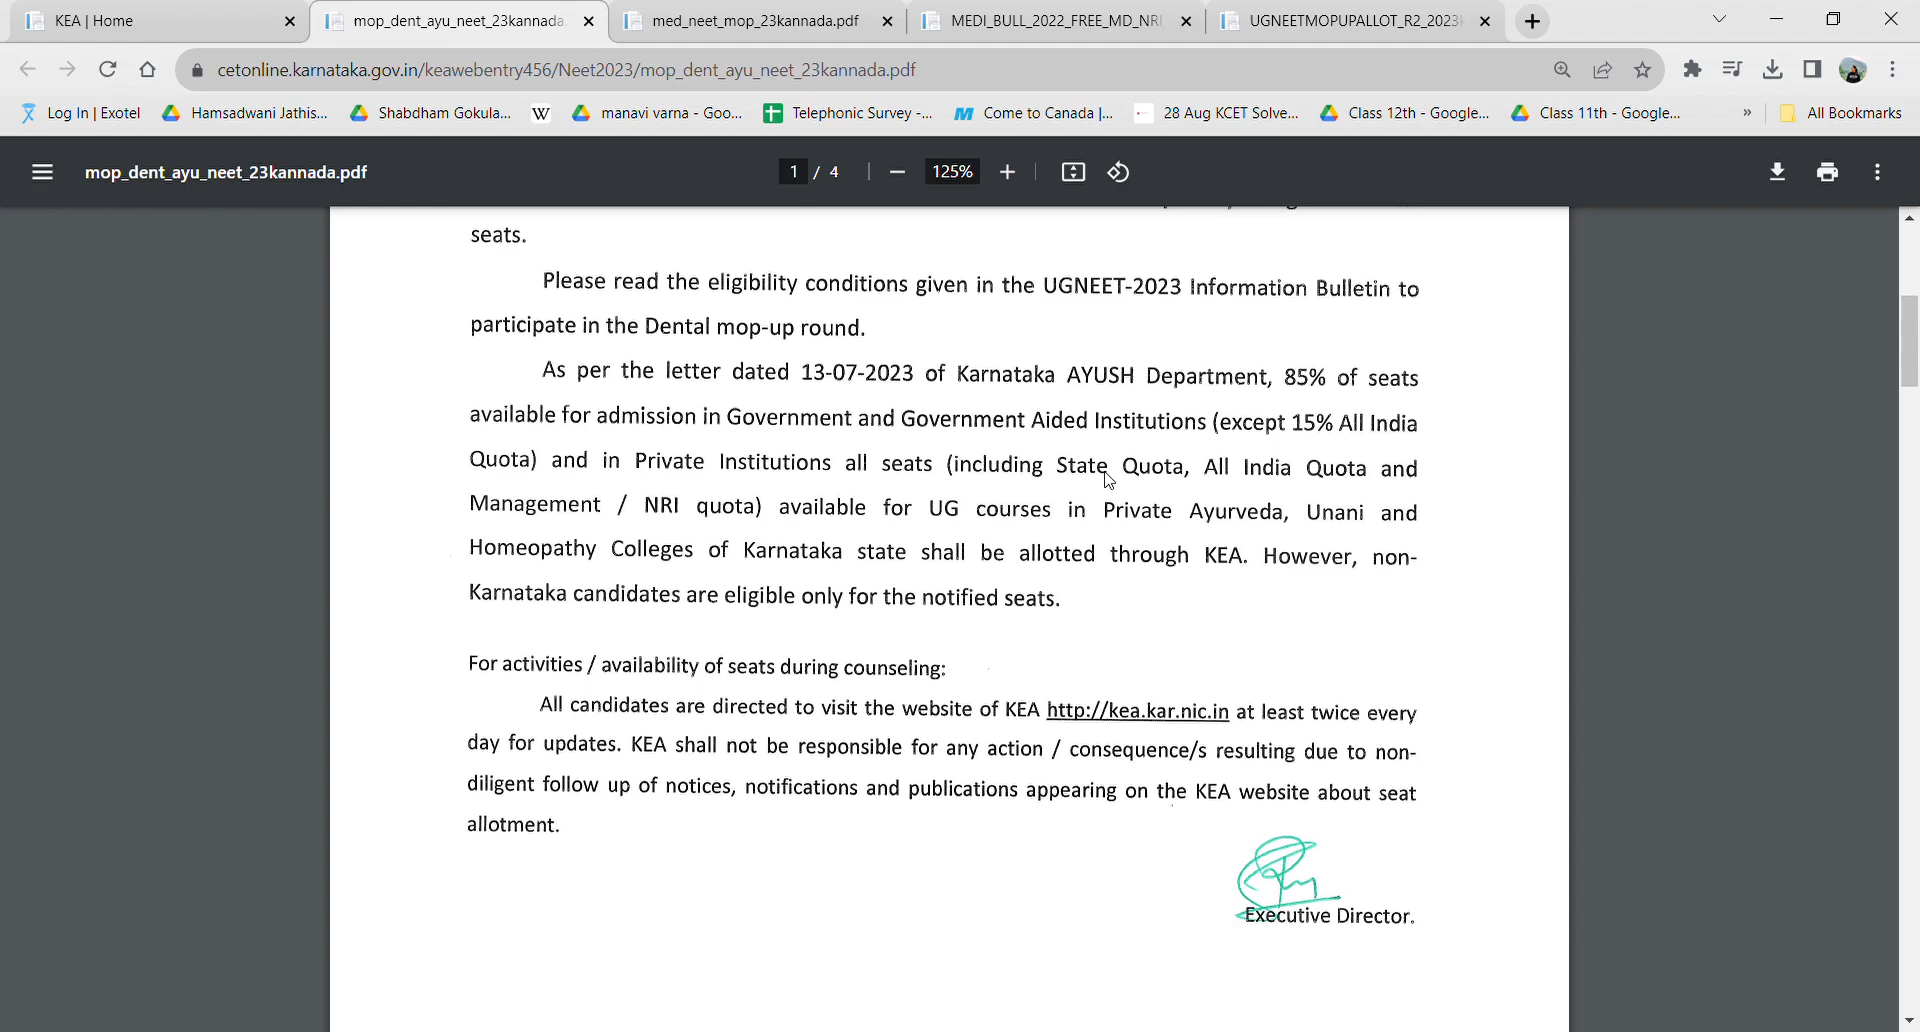 KEA | Home
mop_dent_ayu_neet_23kannada.
med_neet_mop_23kannada.pdf
MEDI_BULL_2022_FREE_MD_NRI
UGNEETMOPUPALLOT_R2_2023
cetonline.karnataka.gov.in/keawebentry456/Neet2023/mop_dent_ayu_neet_23kannada.pdf
Log In | Exotel
Hamsadwani Jathis...
Shabdham Gokula...
W
manavi varna - Goo...
Telephonic Survey -...
Come to Canada |...
28 Aug KCET Solve...
Class 12th - Google...
Class 11th - Google...
»
All Bookmarks
mop_dent_ayu_neet_23kannada.pdf
1 / 4
125%
seats.
Please read the eligibility conditions given in the UGNEET-2023 Information Bulletin to
participate in the Dental mop-up round.
As per the letter dated 13-07-2023 of Karnataka AYUSH Department, 85% of seats
available for admission in Government and Government Aided Institutions (except 15% All India
Quota) and in Private Institutions all seats (including State Quota, All India Quota and
Management / NRI quota) available for UG courses in Private Ayurveda, Unani and
Homeopathy Colleges of Karnataka state shall be allotted through KEA. However, non-
Karnataka candidates are eligible only for the notified seats.
For activities / availability of seats during counseling:
All candidates are directed to visit the website of KEA http://kea.kar.nic.in at least twice every
day for updates. KEA shall not be responsible for any action / consequence/s resulting due to non-
diligent follow up of notices, notifications and publications appearing on the KEA website about seat
allotment.
Executive Director.